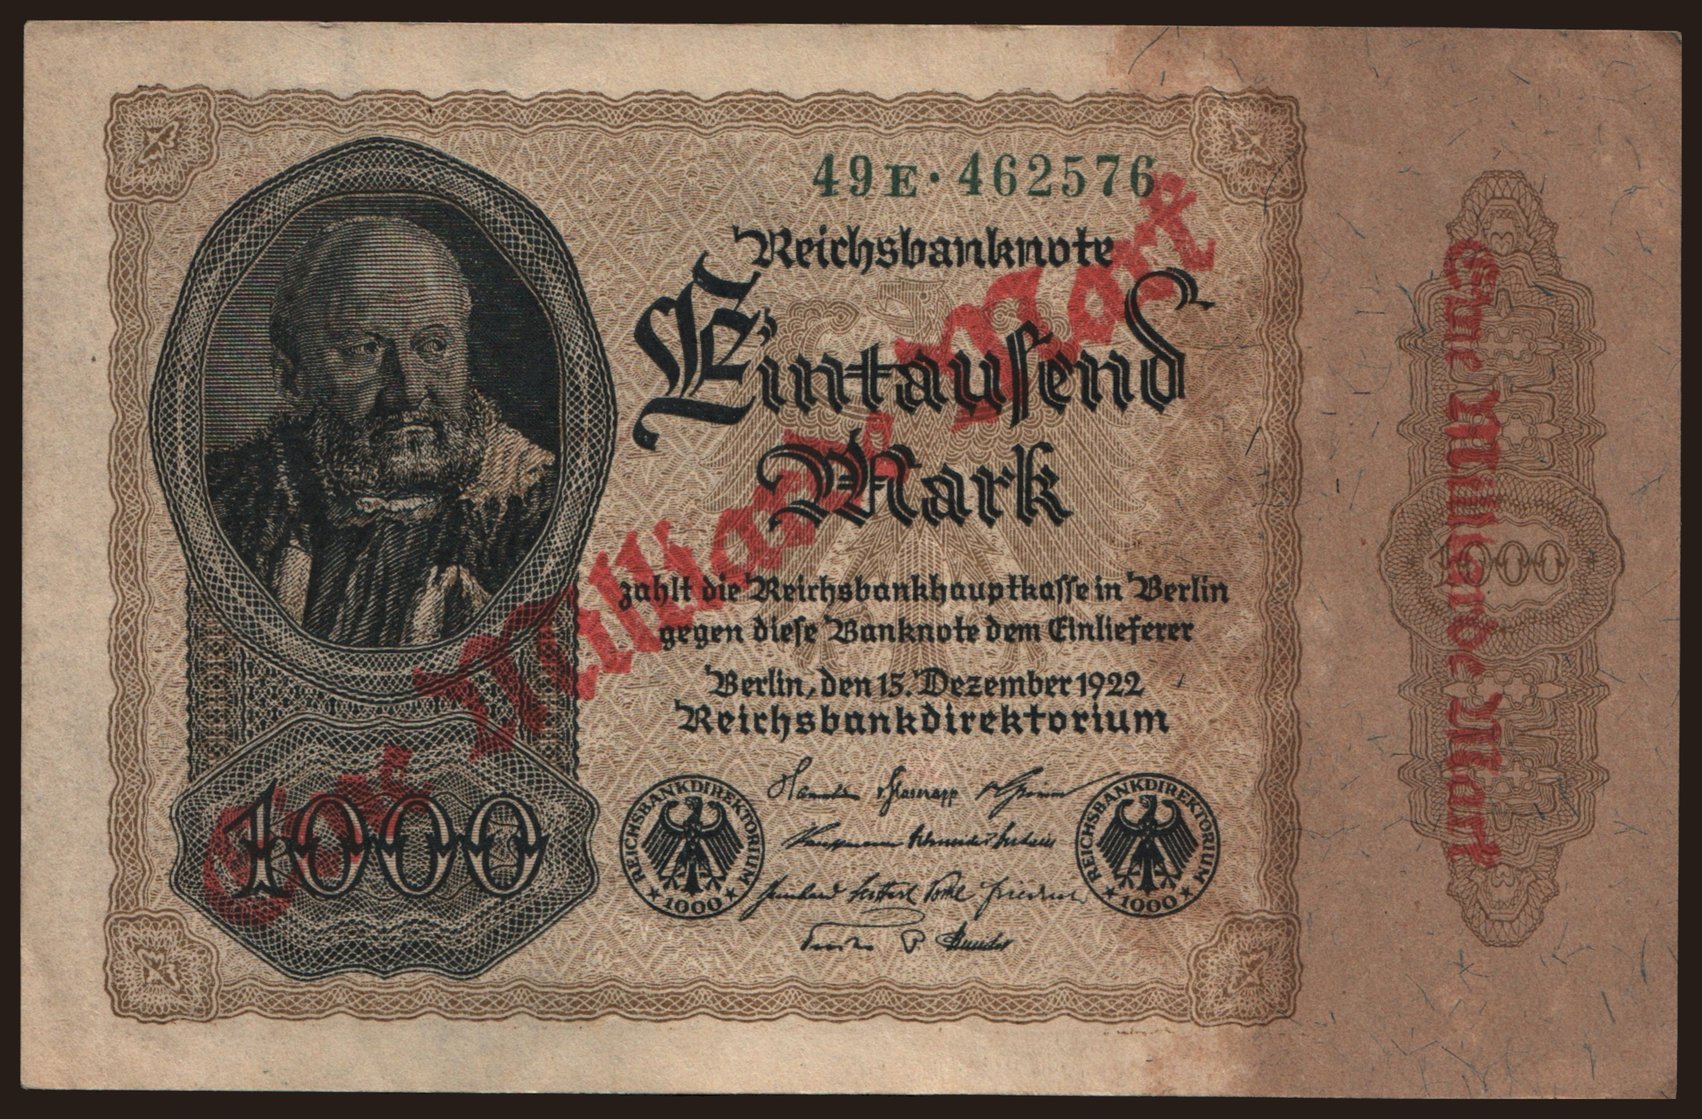 49E·462576
Reichsbanknote
Eintausend
Mark
zahlt die Reichsbankhauptkasse in Berlin
gegen diese Banknote dem Einlieferer
Berlin, den 15. Dezember 1922
Reichsbankdirektorium
1000
REICHSBANKDIREKTORIUM
1000
REICHSBANKDIREKTORIUM
1000
Eine Milliarde Mark
Eine Milliarde Mark
1000